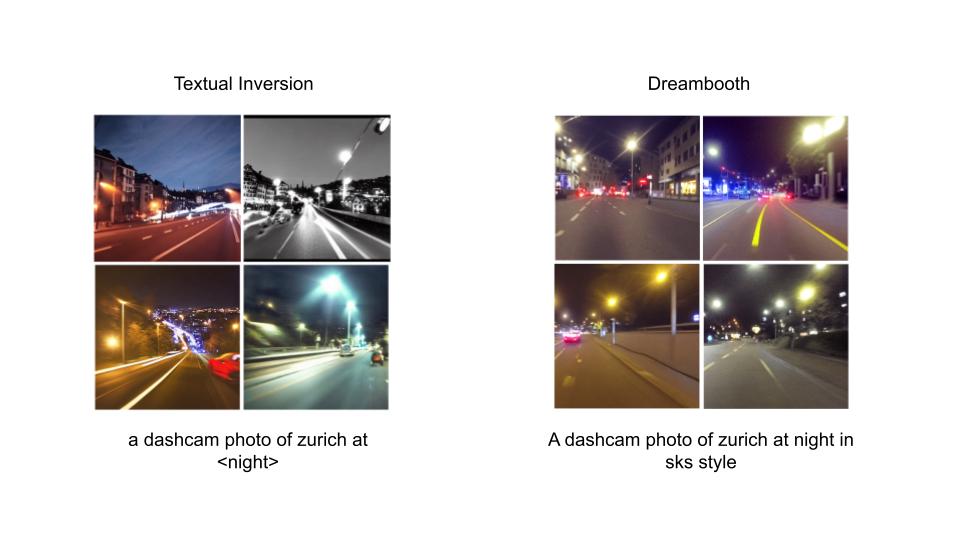 Textual Inversion
Dreambooth
a dashcam photo of zurich at
<night>
A dashcam photo of zurich at night in
sks style